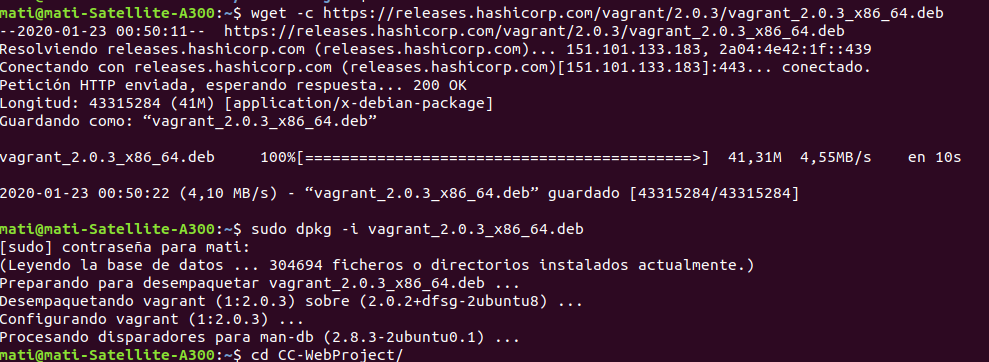 mati@mati-Satellite-A300:~$ wget -c https://releases.hashicorp.com/vagrant/2.0.3/vagrant_2.0.3_x86_64.deb
--2020-01-23 00:50:11-- https://releases.hashicorp.com/vagrant/2.0.3/vagrant_2.0.3_x86_64.deb
Resolviendo releases.hashicorp.com (releases.hashicorp.com)... 151.101.133.183, 2a04:4e42:1f::439
Conectando con releases.hashicorp.com (releases.hashicorp.com)[151.101.133.183]:443... conectado.
Petición HTTP enviada, esperando respuesta... 200 OK
Longitud: 43315284 (41M) [application/x-debian-package]
Guardando como: “vagrant_2.0.3_x86_64.deb”
vagrant_2.0.3_x86_64.deb 100%[===========================================>] 41,31M 4,55MB/s en 10s
2020-01-23 00:50:22 (4,10 MB/s) - “vagrant_2.0.3_x86_64.deb” guardado [43315284/43315284]
mati@mati-Satellite-A300:~$ sudo dpkg -i vagrant_2.0.3_x86_64.deb
[sudo] contraseña para mati:
(Leyendo la base de datos ... 304694 ficheros o directorios instalados actualmente.)
Preparando para desempaquetar vagrant_2.0.3_x86_64.deb ...
Desempaquetando vagrant (1:2.0.3) sobre (2.0.2+dfsg-2ubuntu8) ...
Configurando vagrant (1:2.0.3) ...
Procesando disparadores para man-db (2.8.3-2ubuntu0.1) ...
mati@mati-Satellite-A300:~$ cd CC-WebProject/